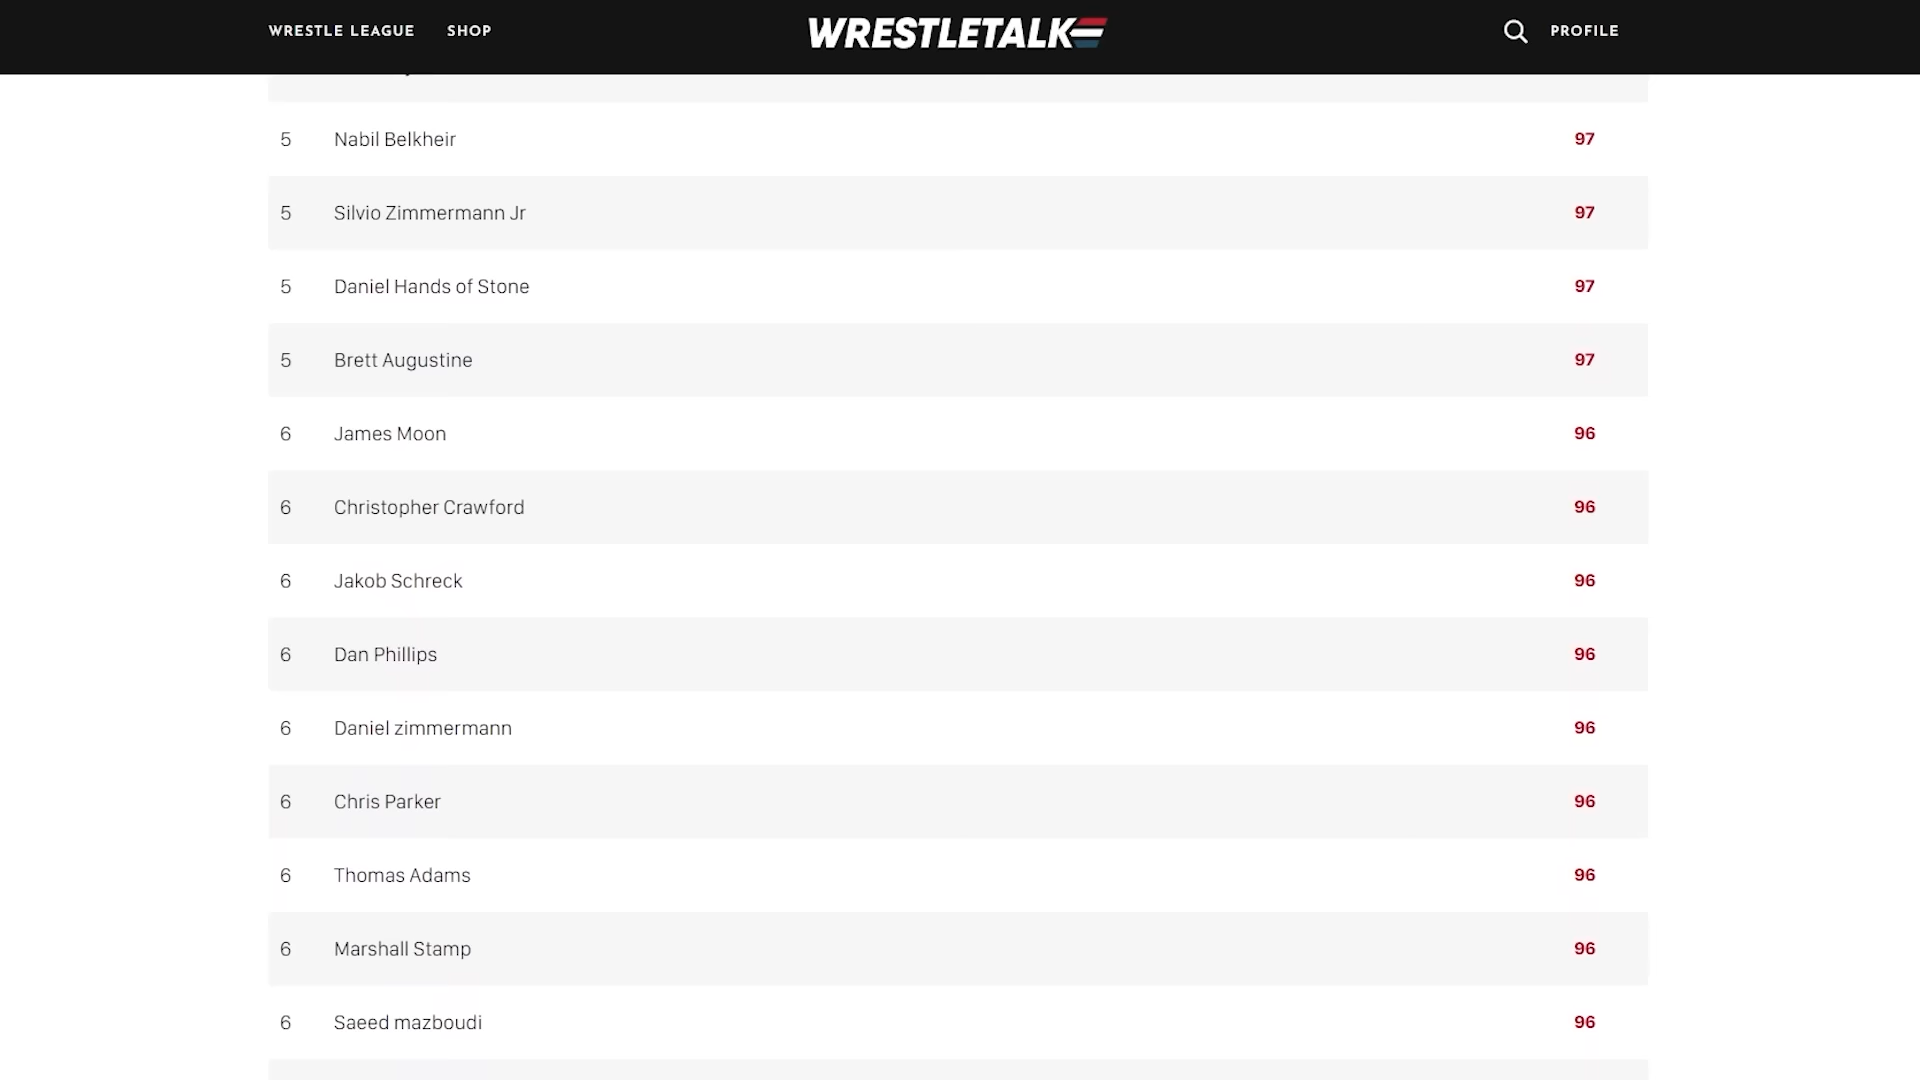 WRESTLE LEAGUE SHOP WRESTLETALK PROFILE
5 Nabil Belkheir 97
5 Silvio Zimmermann Jr 97
5 Daniel Hands of Stone 97
5 Brett Augustine 97
6 James Moon 96
6 Christopher Crawford 96
6 Jakob Schreck 96
6 Dan Phillips 96
6 Daniel zimmermann 96
6 Chris Parker 96
6 Thomas Adams 96
6 Marshall Stamp 96
6 Saeed mazboudi 96